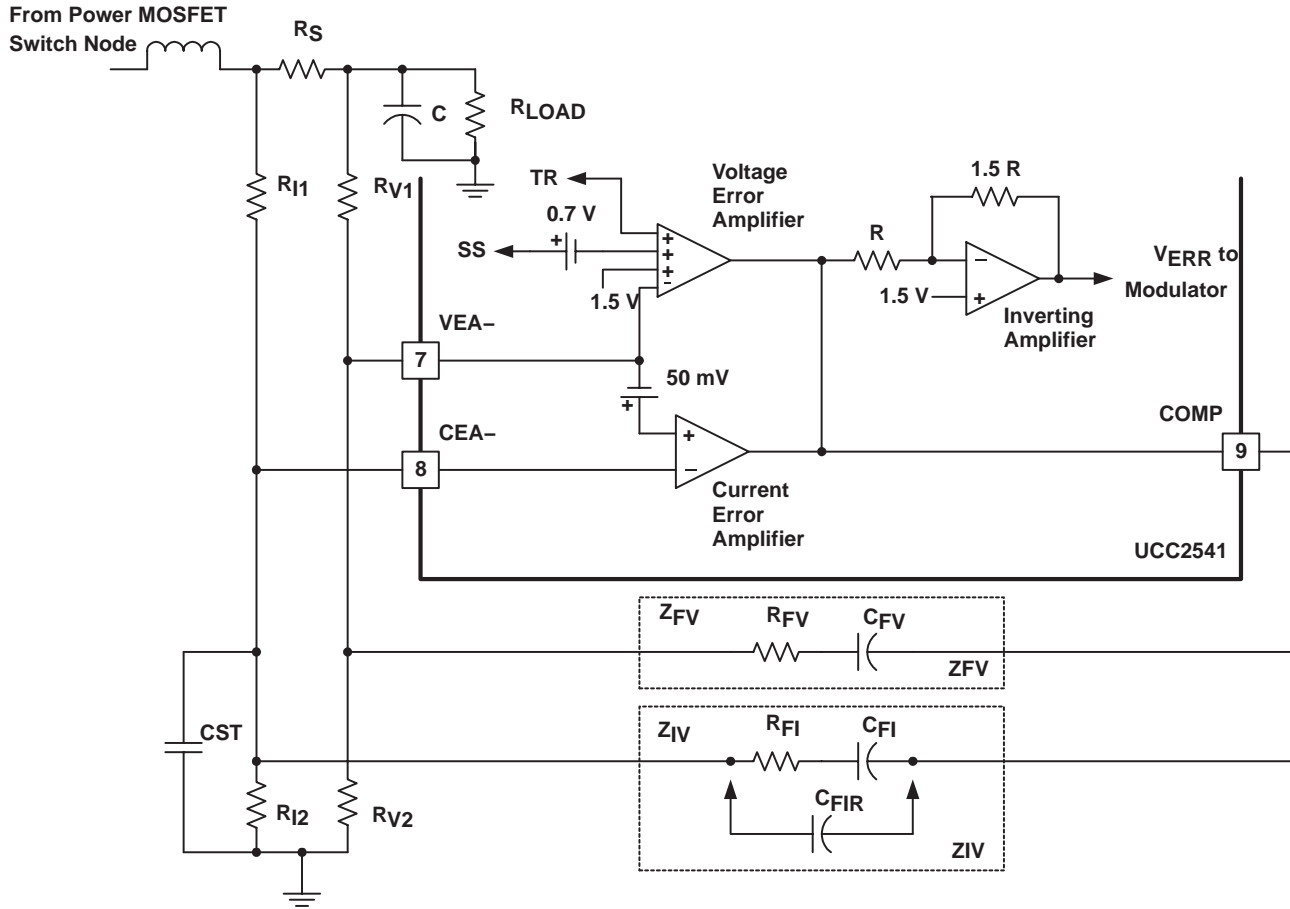 From Power MOSFET
Switch Node
RS
C
RLOAD
RI1
RV1
TR
0.7 V
+
SS
1.5 V
+
+
+
-
Voltage
Error
Amplifier
R
1.5 R
−
+
1.5 V
Inverting
Amplifier
VERR to
Modulator
VEA−
7
50 mV
+
CEA−
8
+
−
Current
Error
Amplifier
COMP
9
UCC2541
ZFV
RFV
CFV
ZFV
CST
ZIV
RFI
CFI
CFIR
ZIV
RI2
RV2